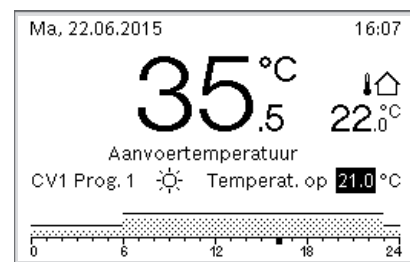 Ma, 22.06.2015 16:07
35.5 °C
22.0 °C
Aanvoertemperatuur
CV1 Prog. 1 Temperat. op 21.0 °C
0 6 12 18 24